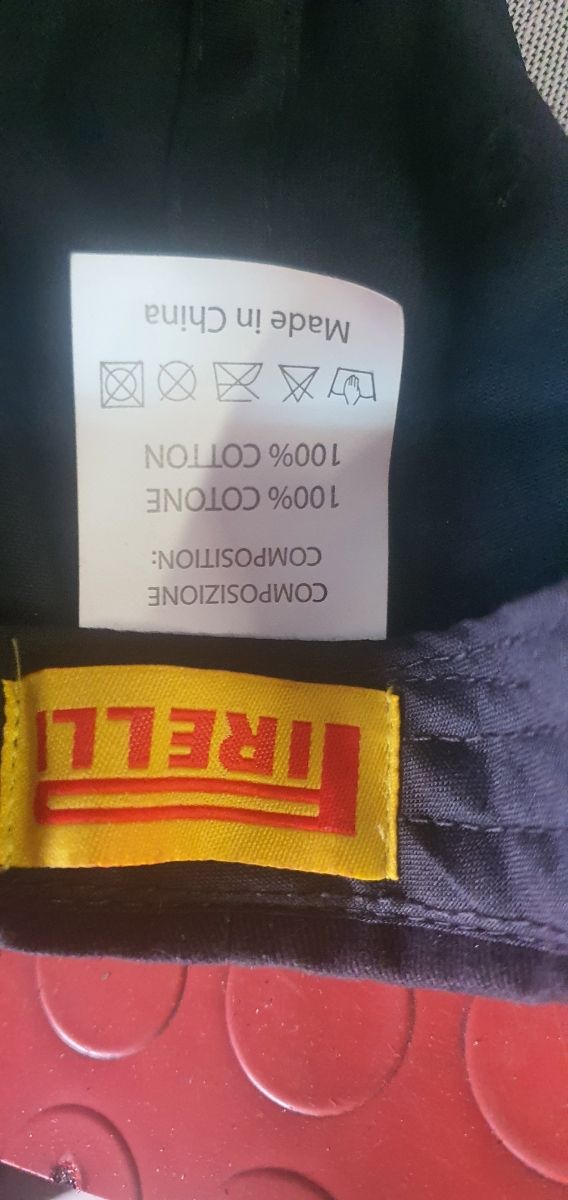 PIRELLI
COMPOSIZIONE
COMPOSITION:
100% COTONE
100% COTTON
Made in China